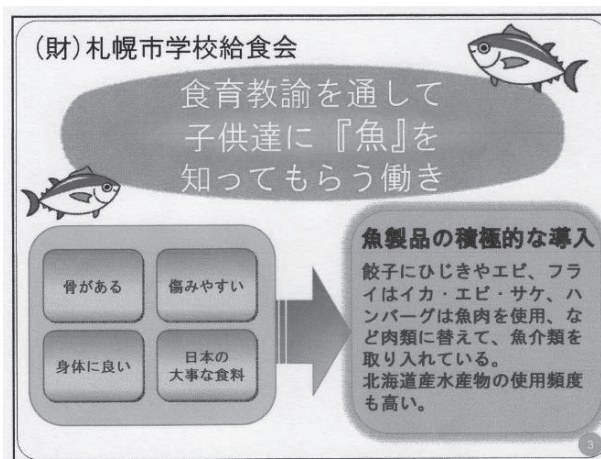 (財)札幌市学校給食会
食育教諭を通して
子供達に『魚』を
知ってもらう働き
骨がある
傷みやすい
身体に良い
日本の
大事な食料
魚製品の積極的な導入
餃子にひじきやエビ、フラ
イはイカ・エビ・サケ、ハ
ンバーグは魚肉を使用、な
ど肉類に替えて、魚介類を
取り入れている。
北海道産水産物の使用頻度
も高い。
3